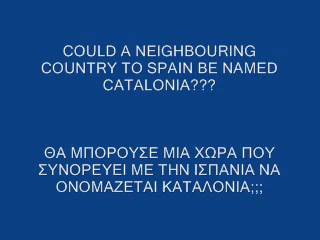 COULD A NEIGHBOURING
COUNTRY TO SPAIN BE NAMED
CATALONIA???
ΘΑ ΜΠΟΡΟΥΣΕ ΜΙΑ ΧΩΡΑ ΠΟΥ
ΣΥΝΟΡΕΥΕΙ ΜΕ ΤΗΝ ΙΣΠΑΝΙΑ ΝΑ
ΟΝΟΜΑΖΕΤΑΙ ΚΑΤΑΛΟΝΙΑ;;;